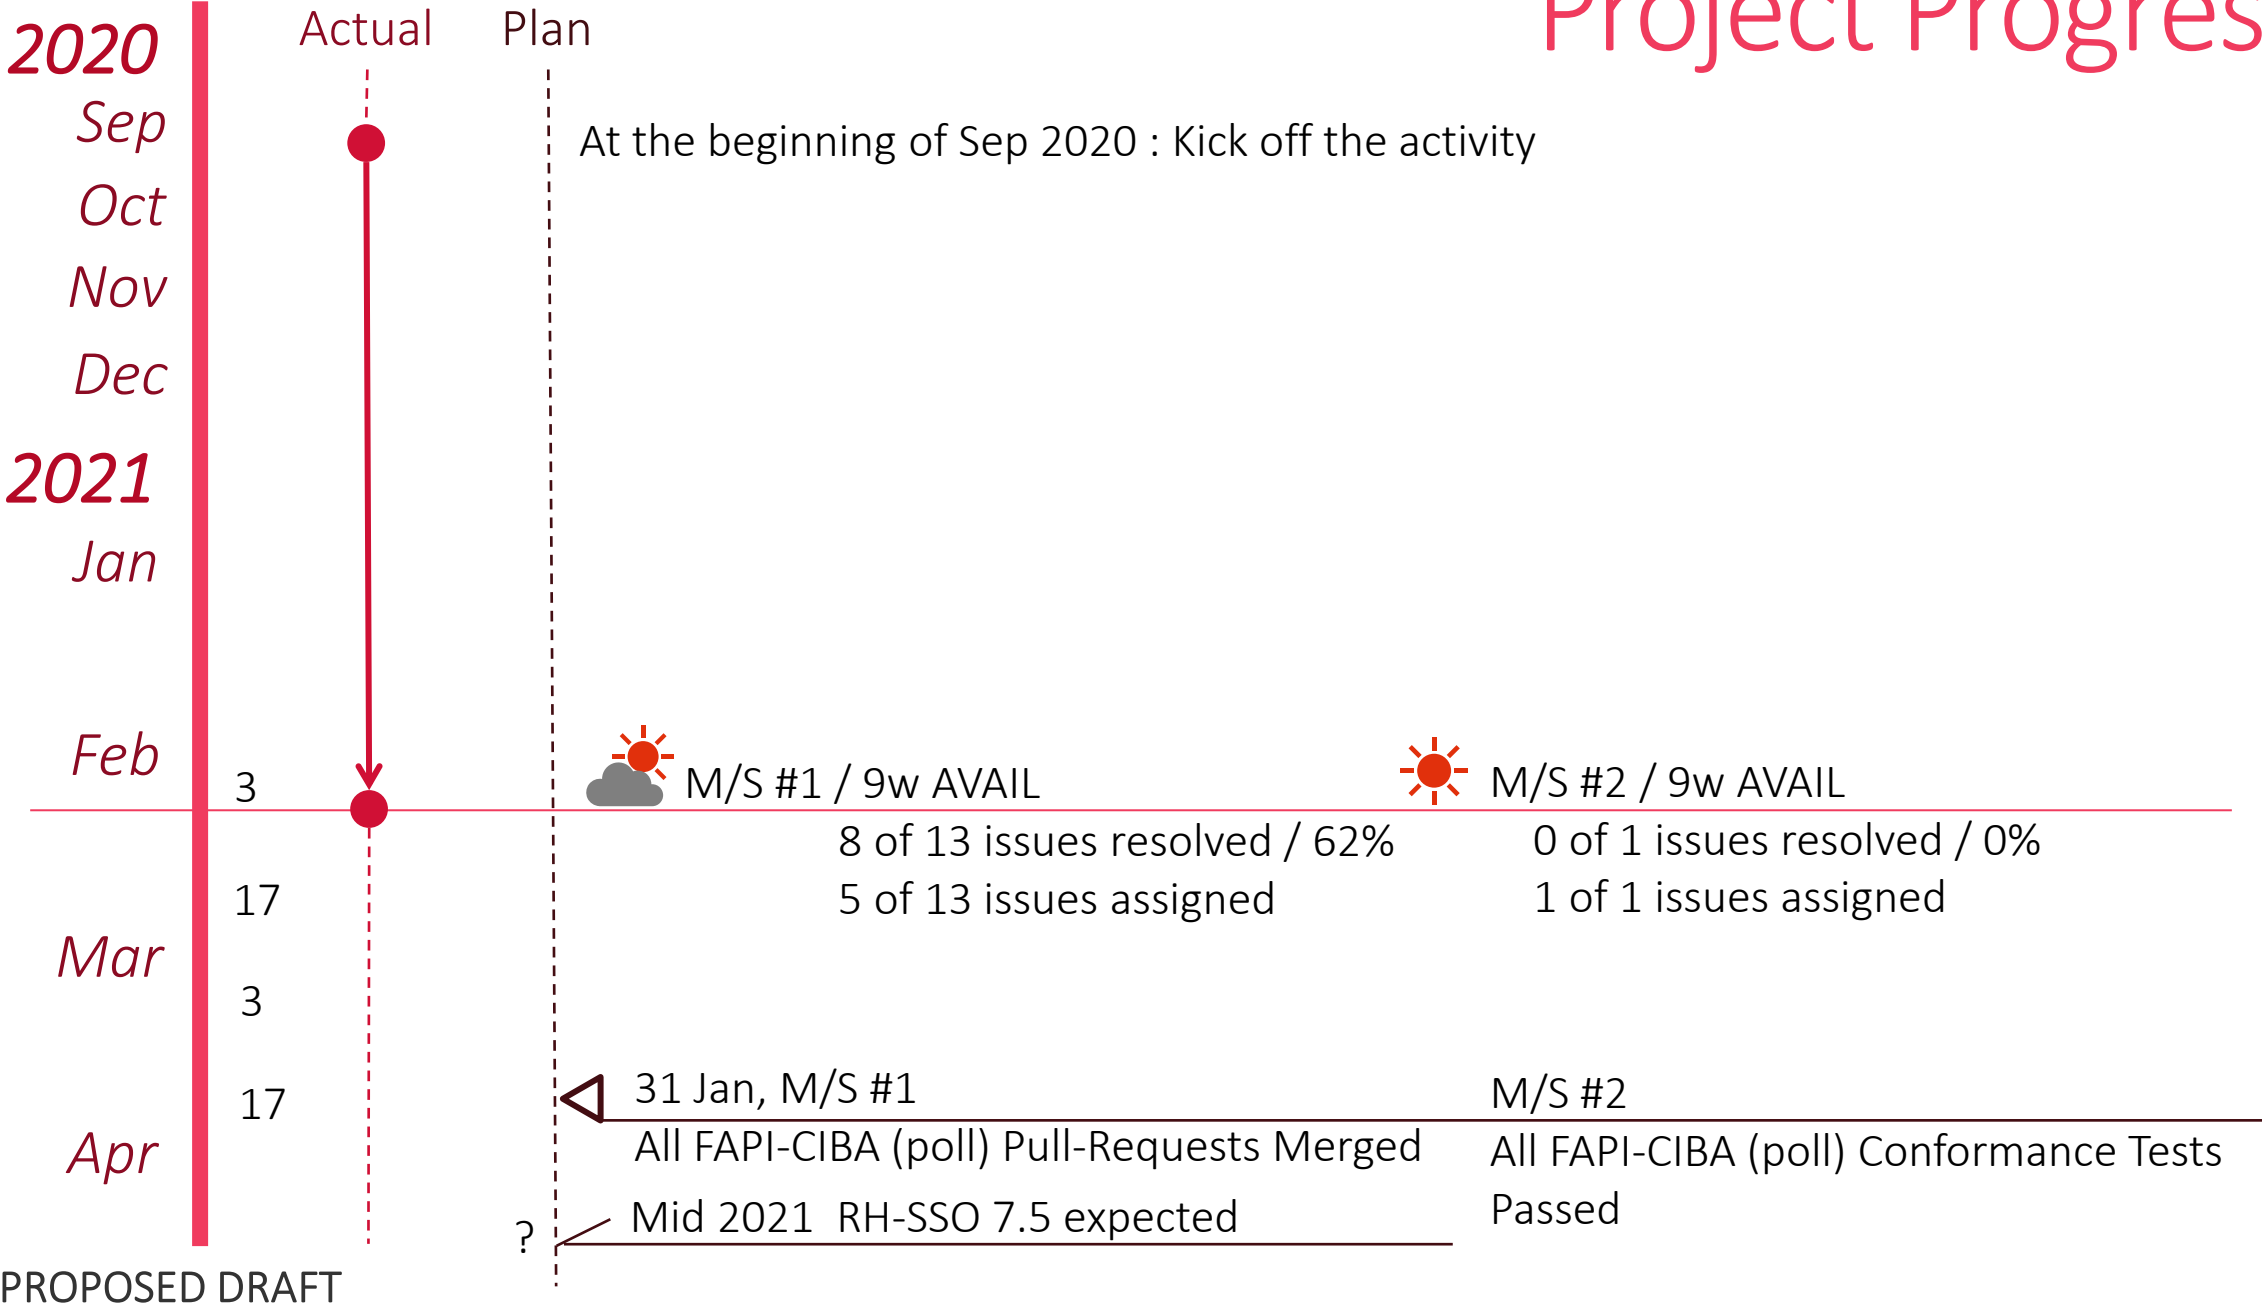 Project Progres
Actual Plan
2020
Sep
At the beginning of Sep 2020 : Kick off the activity
Oct
Nov
Dec
2021
Jan
Feb
3
M/S #1 / 9w AVAIL
8 of 13 issues resolved / 62%
5 of 13 issues assigned
M/S #2 / 9w AVAIL
0 of 1 issues resolved / 0%
1 of 1 issues assigned
17
Mar
3
17
31 Jan, M/S #1
All FAPI-CIBA (poll) Pull-Requests Merged
M/S #2
All FAPI-CIBA (poll) Conformance Tests
Passed
Apr
?
Mid 2021 RH-SSO 7.5 expected
PROPOSED DRAFT